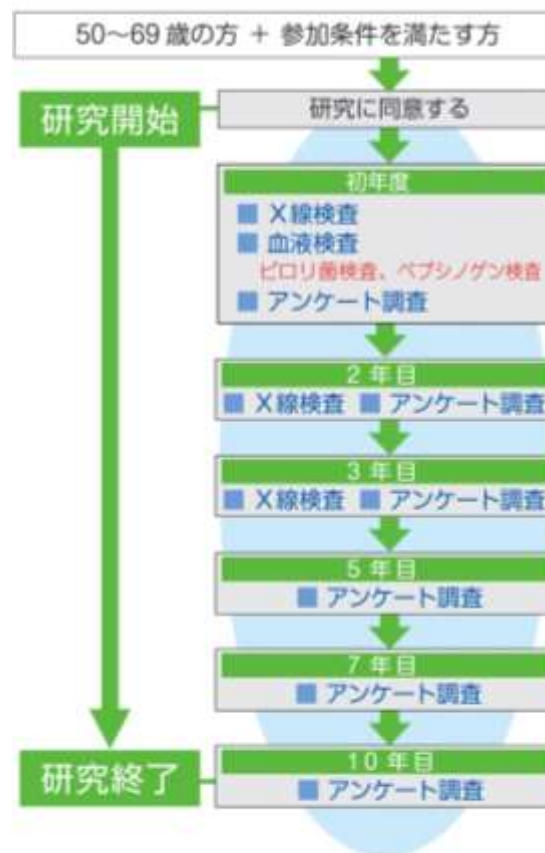 50～69歳の方 ＋ 参加条件を満たす方
研究開始
研究に同意する
初年度
■ X線検査
■ 血液検査
ピロリ菌検査、ペプシノゲン検査
■ アンケート調査
2 年目
■ X線検査 ■ アンケート調査
3 年目
■ X線検査 ■ アンケート調査
5 年目
■ アンケート調査
7 年目
■ アンケート調査
研究終了
10 年目
■ アンケート調査